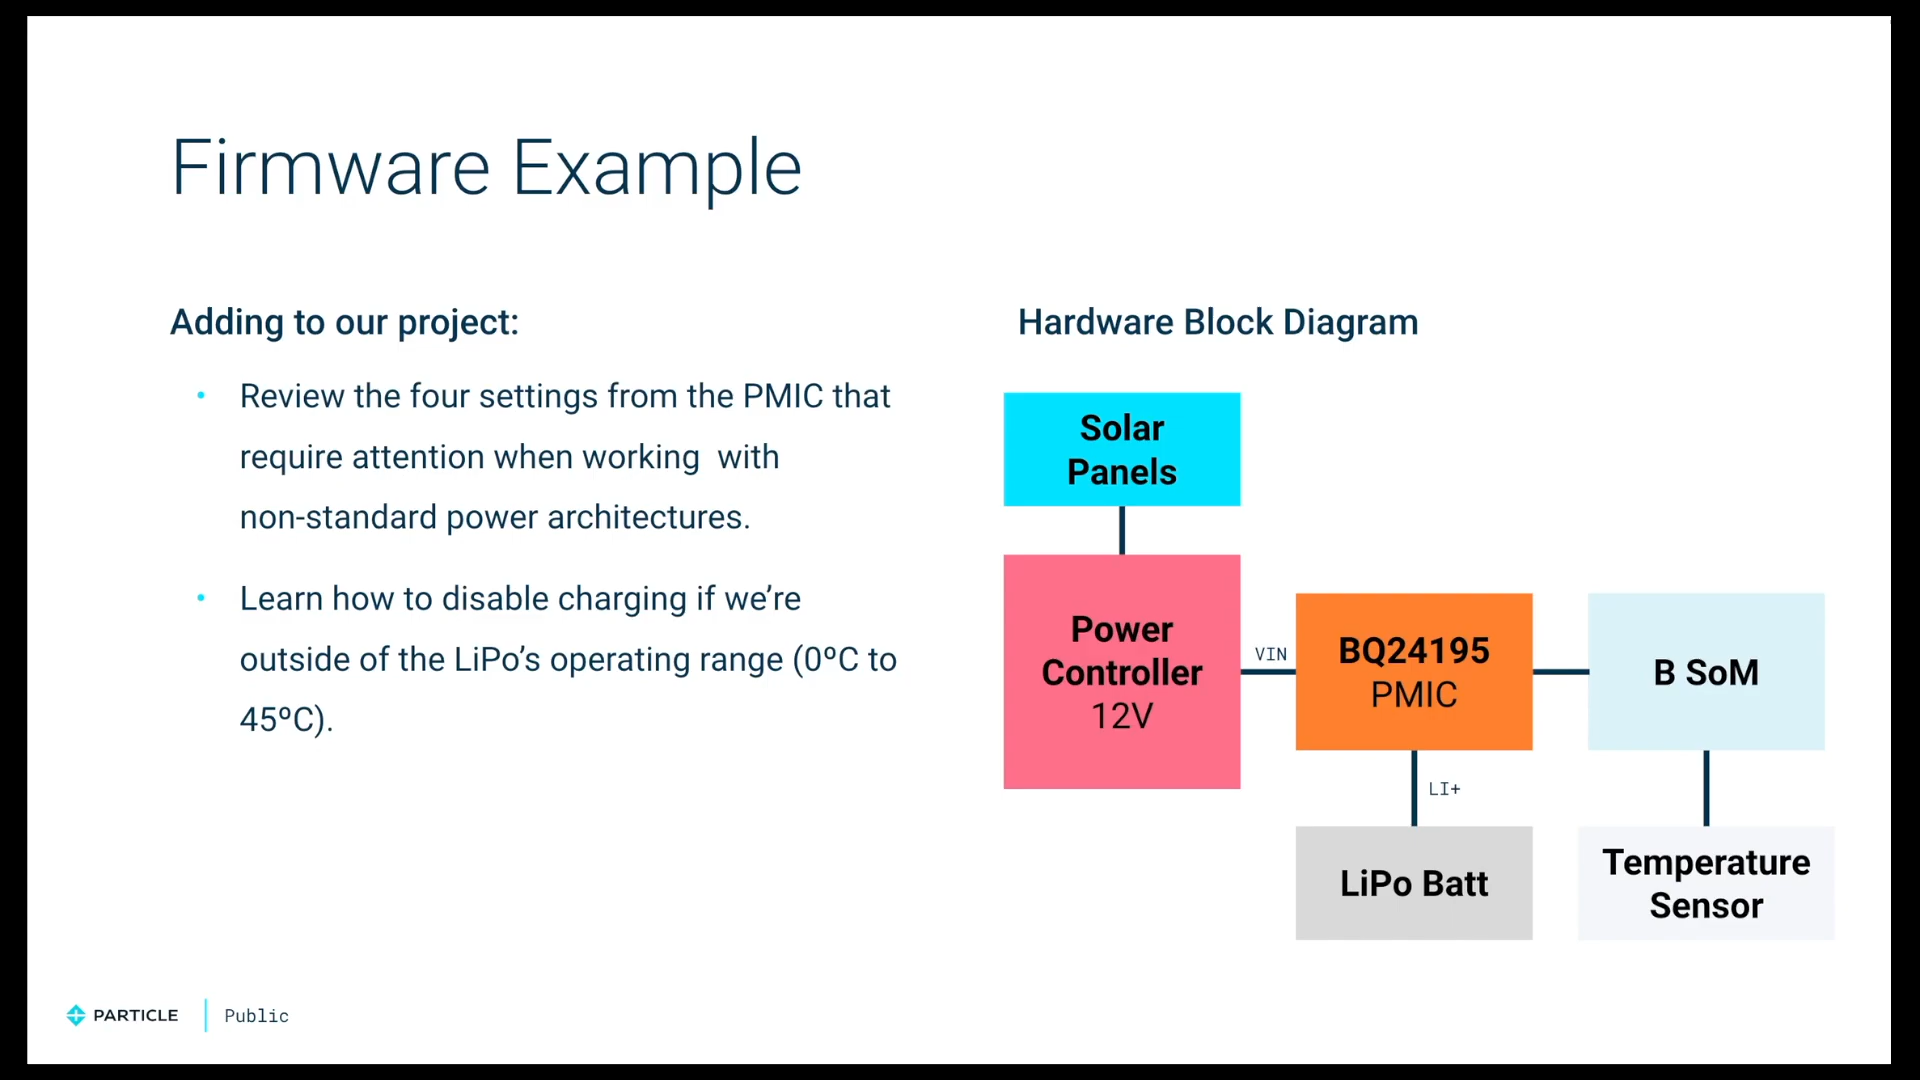 Firmware Example
Adding to our project:
• Review the four settings from the PMIC that
require attention when working  with
non-standard power architectures.
• Learn how to disable charging if we’re
outside of the LiPo’s operating range (0ºC to
45ºC).
Hardware Block Diagram
Solar
Panels
Power
Controller
12V
VIN
BQ24195
PMIC
B SoM
LI+
LiPo Batt
Temperature
Sensor
PARTICLE
Public